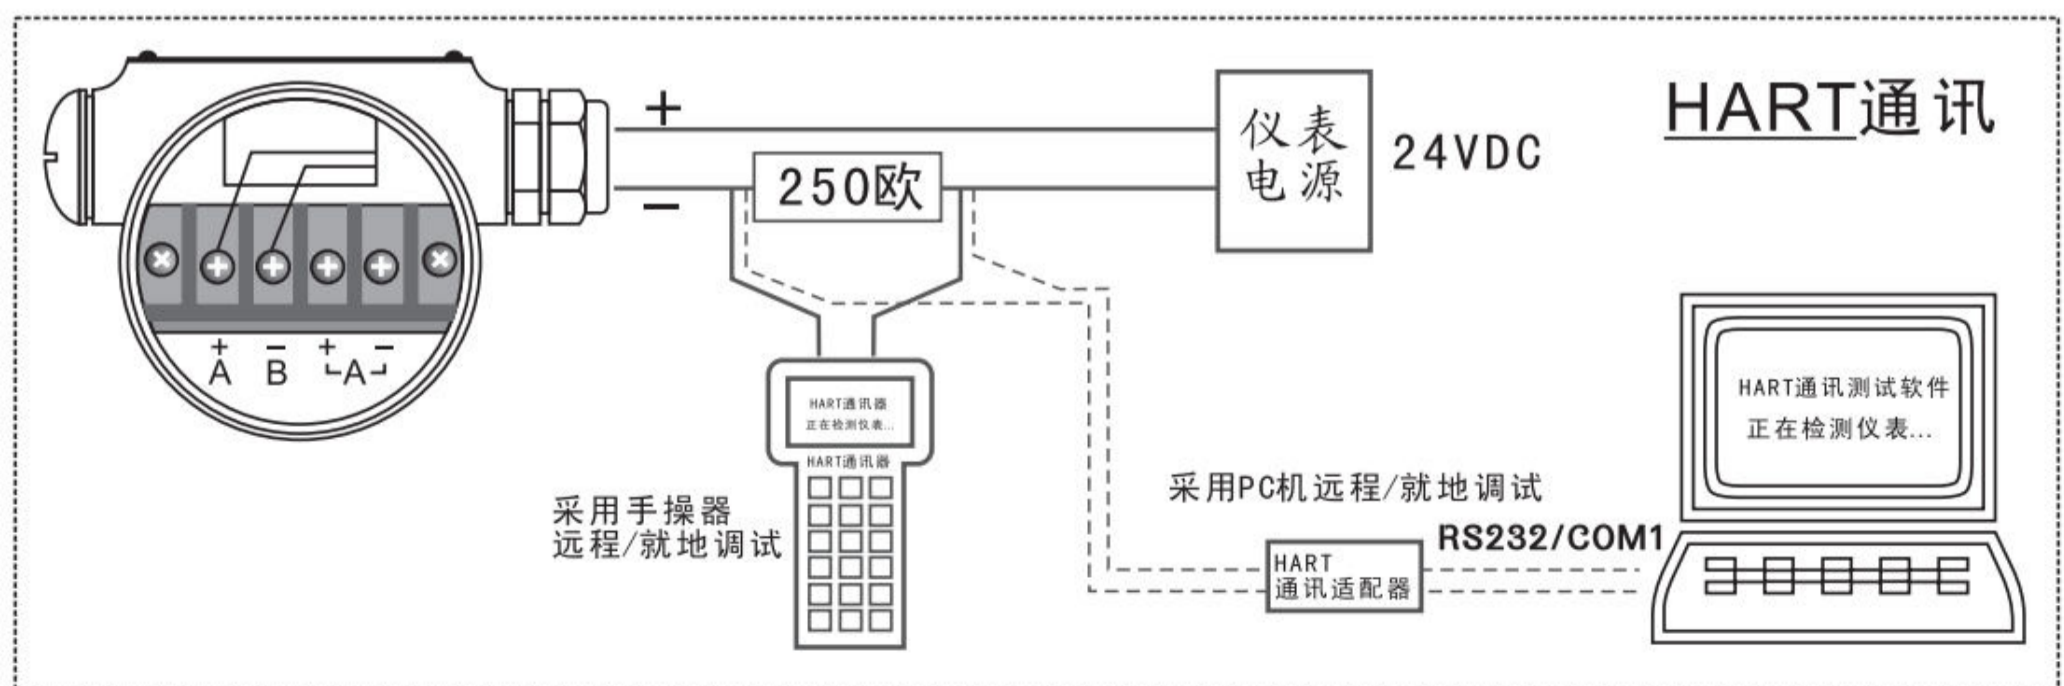 HART通讯
+
仪表
电源
24VDC
250欧
−
+ − + −
A B A
HART通讯器
正在检测仪表...
HART通讯器
采用手操器
远程/就地调试
HART通讯测试软件
正在检测仪表...
采用PC机远程/就地调试
RS232/COM1
HART
通讯适配器